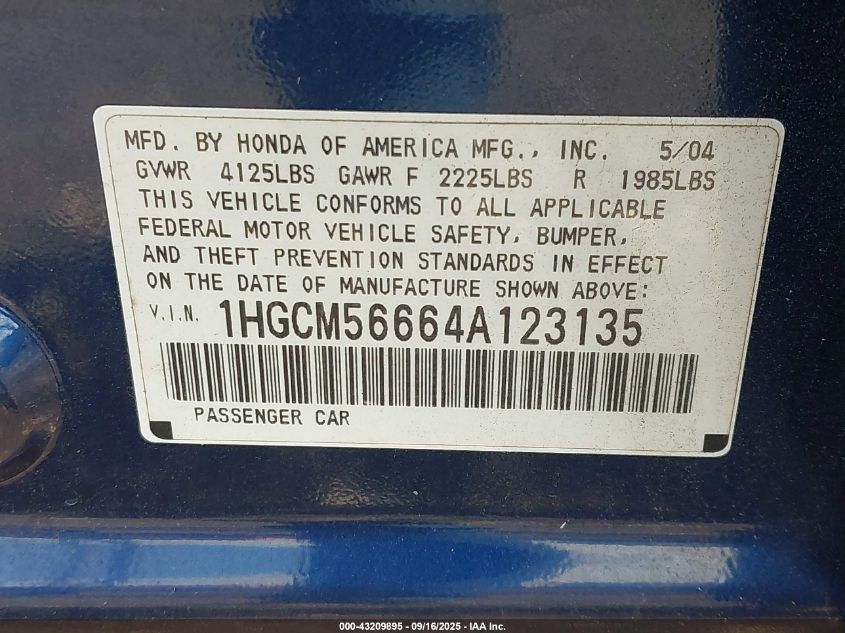 MFD. BY HONDA OF AMERICA MFG., INC. 5/04
GVWR 4125LBS GAWR F 2225LBS R 1985LBS
THIS VEHICLE CONFORMS TO ALL APPLICABLE
FEDERAL MOTOR VEHICLE SAFETY, BUMPER,
AND THEFT PREVENTION STANDARDS IN EFFECT
ON THE DATE OF MANUFACTURE SHOWN ABOVE:
V.I.N. 1HGCM56664A123135
PASSENGER CAR
000-43209895 - 09/16/2025 - IAA Inc.